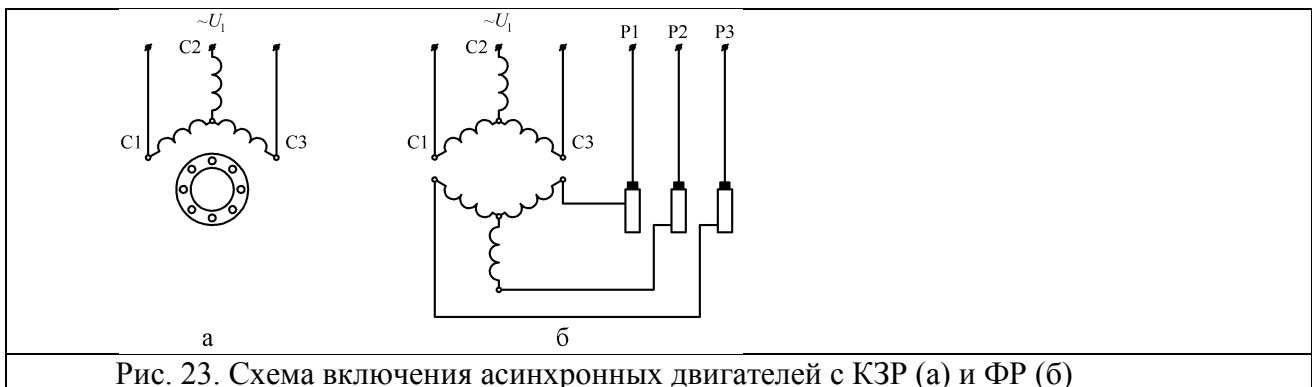 ~U₁ ~U₁ P1 P2 P3
C2 C2
C1 C3 C1 C3
а б
Рис. 23. Схема включения асинхронных двигателей с КЗР (а) и ФР (б)